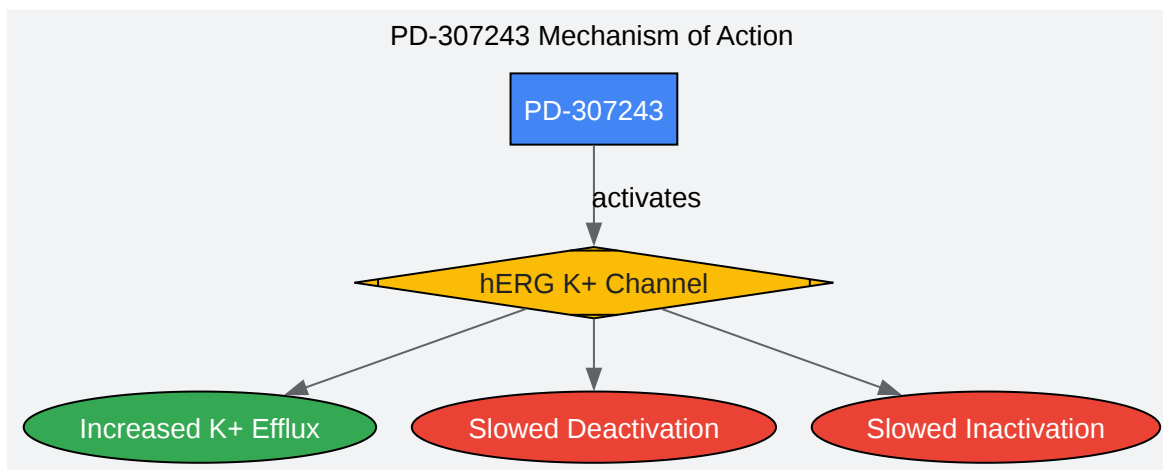 PD-307243 Mechanism of Action
PD-307243
activates
hERG K+ Channel
Increased K+ Efflux
Slowed Deactivation
Slowed Inactivation